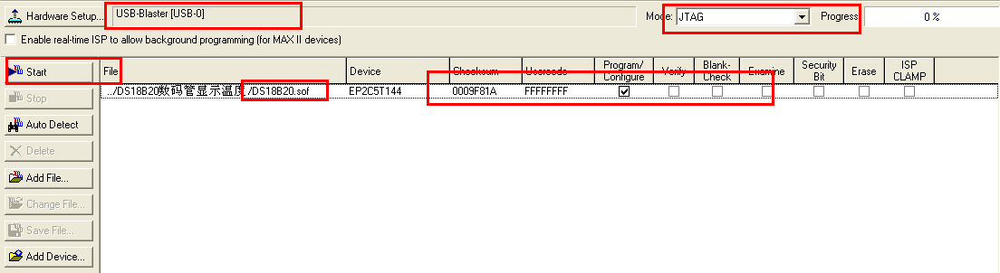 Hardware Setup... USB-Blaster [USB-0] Mode: JTAG Progress: 0 %
Enable real-time ISP to allow background programming (for MAX II devices)
Start
Stop
Auto Detect
Delete
Add File...
Change File...
Save File...
Add Device...
File Device Checksum Usercode Program/ Configure Verify Blank- Check Examine Security Bit Erase ISP CLAMP
../DS18B20数码管显示温度/DS18B20.sof EP2C5T144 0009F81A FFFFFFFF